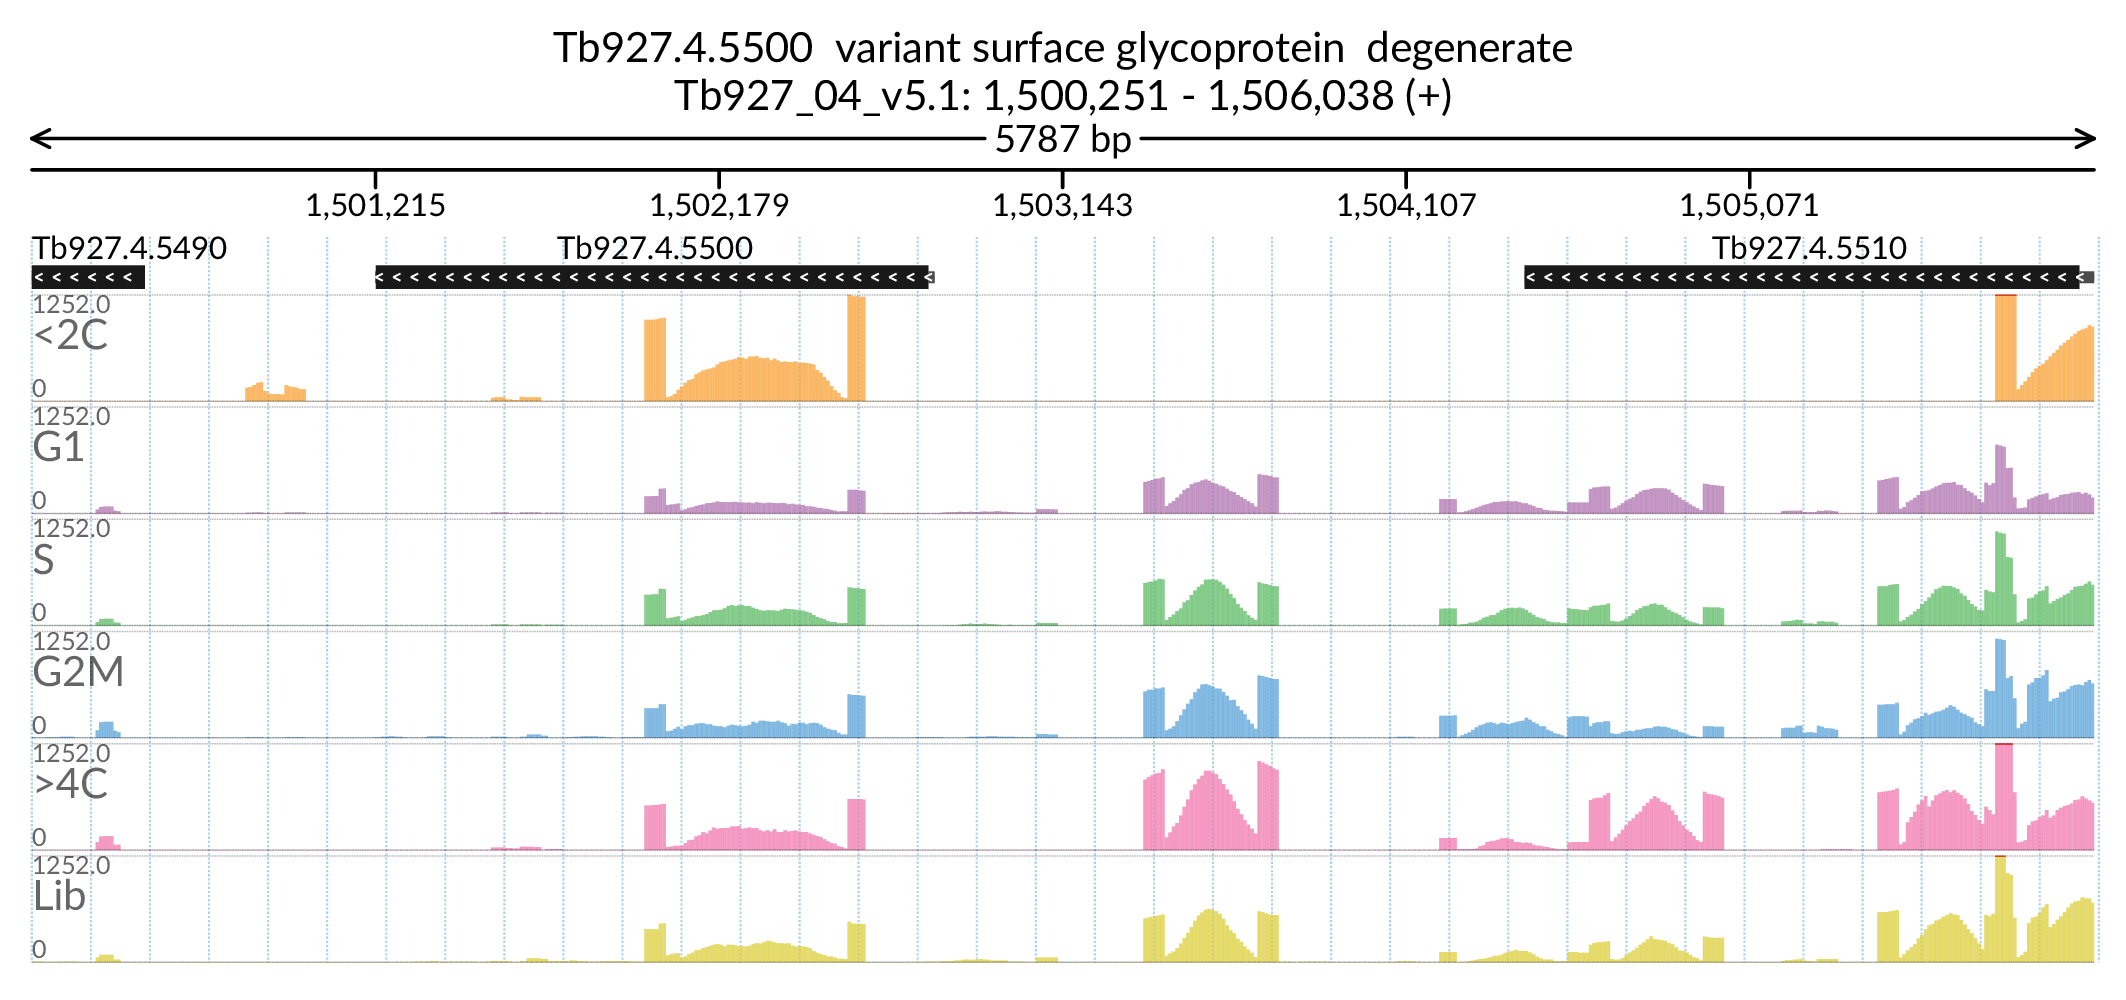 Tb927.4.5500  variant surface glycoprotein  degenerate
Tb927_04_v5.1: 1,500,251 - 1,506,038 (+)
5787 bp
1,501,215 1,502,179 1,503,143 1,504,107 1,505,071
Tb927.4.5490 Tb927.4.5500 Tb927.4.5510
1252.0
<2C
0
1252.0
G1
0
1252.0
S
0
1252.0
G2M
0
1252.0
>4C
0
1252.0
Lib
0